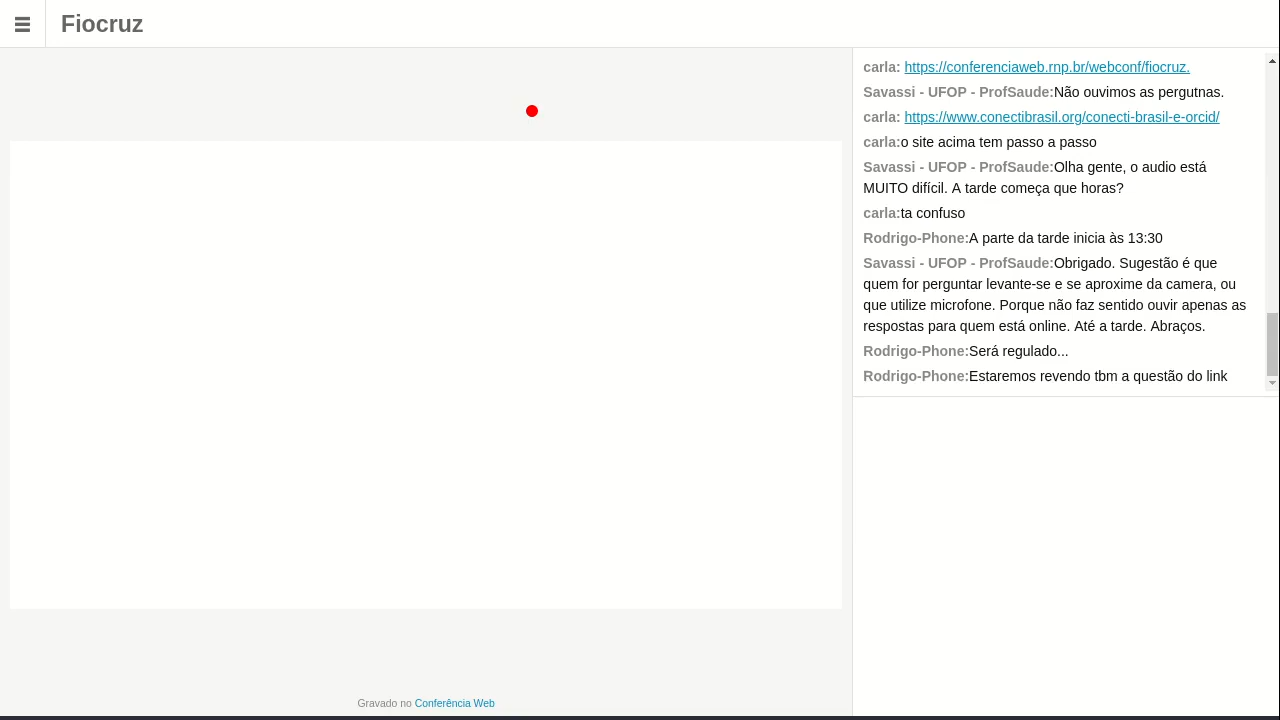 Fiocruz
carla: https://conferenciaweb.rnp.br/webconf/fiocruz.
Savassi - UFOP - ProfSaude:Não ouvimos as pergutnas.
carla: https://www.conectibrasil.org/conecti-brasil-e-orcid/
carla:o site acima tem passo a passo
Savassi - UFOP - ProfSaude:Olha gente, o audio está
MUITO difícil. A tarde começa que horas?
carla:ta confuso
Rodrigo-Phone:A parte da tarde inicia às 13:30
Savassi - UFOP - ProfSaude:Obrigado. Sugestão é que
quem for perguntar levante-se e se aproxime da camera, ou
que utilize microfone. Porque não faz sentido ouvir apenas as
respostas para quem está online. Até a tarde. Abraços.
Rodrigo-Phone:Será regulado...
Rodrigo-Phone:Estaremos revendo tbm a questão do link
Gravado no Conferência Web